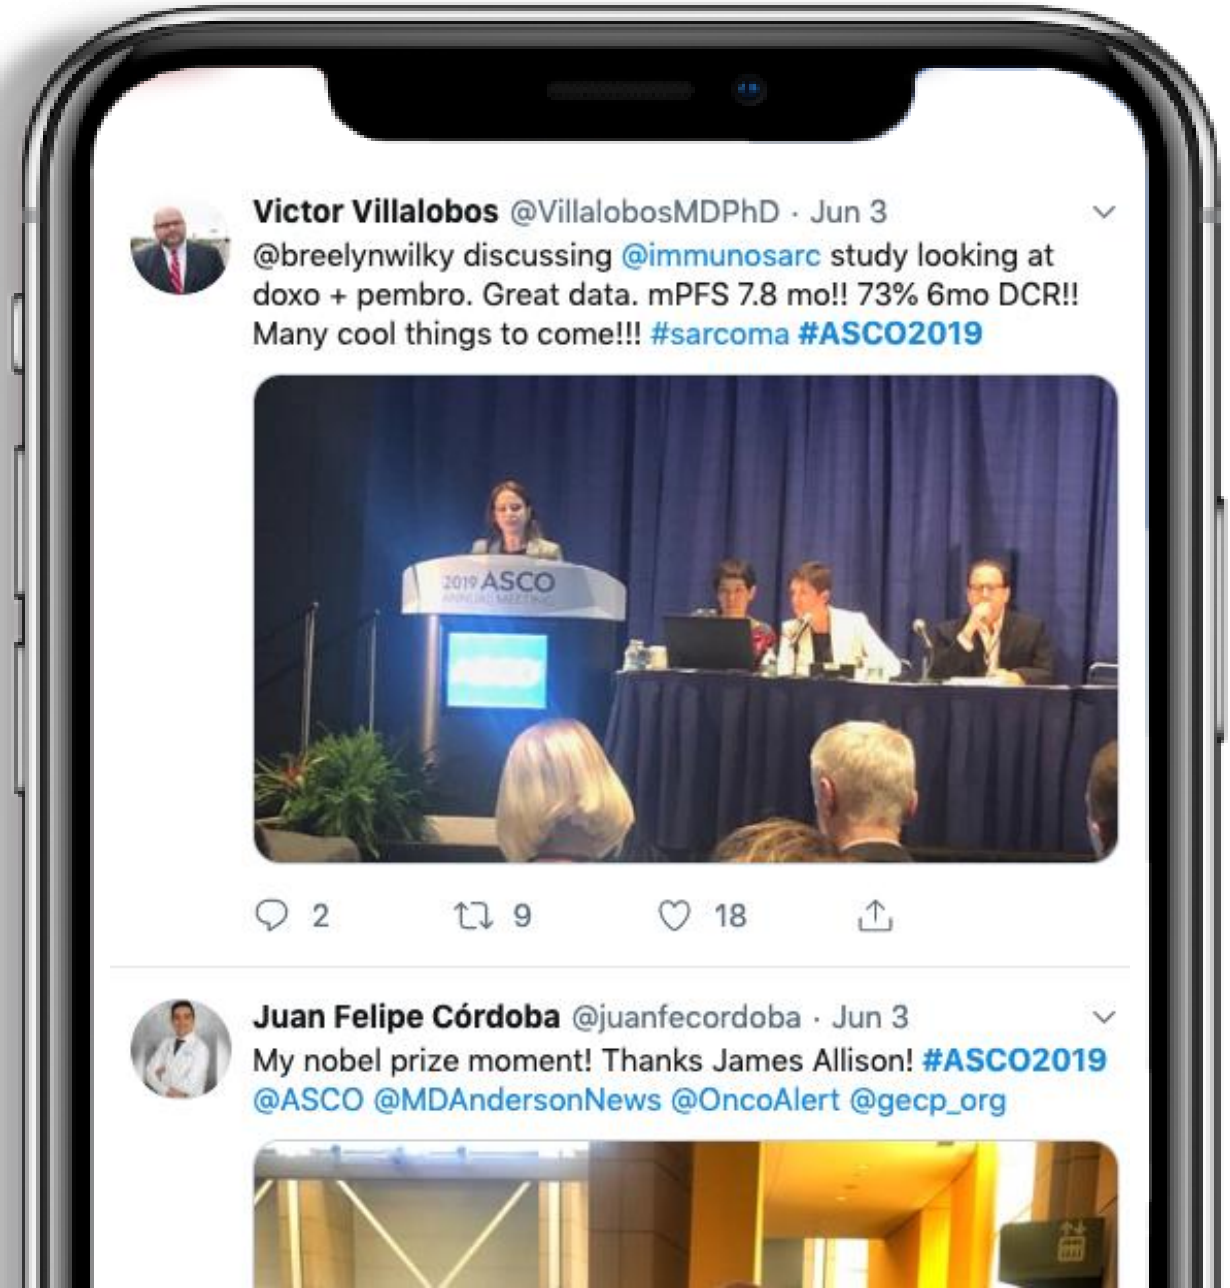 Victor Villalobos @VillalobosMDPhD · Jun 3
@breelynwilky discussing @immunosarc study looking at
doxo + pembro. Great data. mPFS 7.8 mo!! 73% 6mo DCR!!
Many cool things to come!!! #sarcoma #ASCO2019
2019 ASCO
ANNUAL MEETING
2 9 18
Juan Felipe Córdoba @juanfecordoba · Jun 3
My nobel prize moment! Thanks James Allison! #ASCO2019
@ASCO @MDAndersonNews @OncoAlert @gecp_org